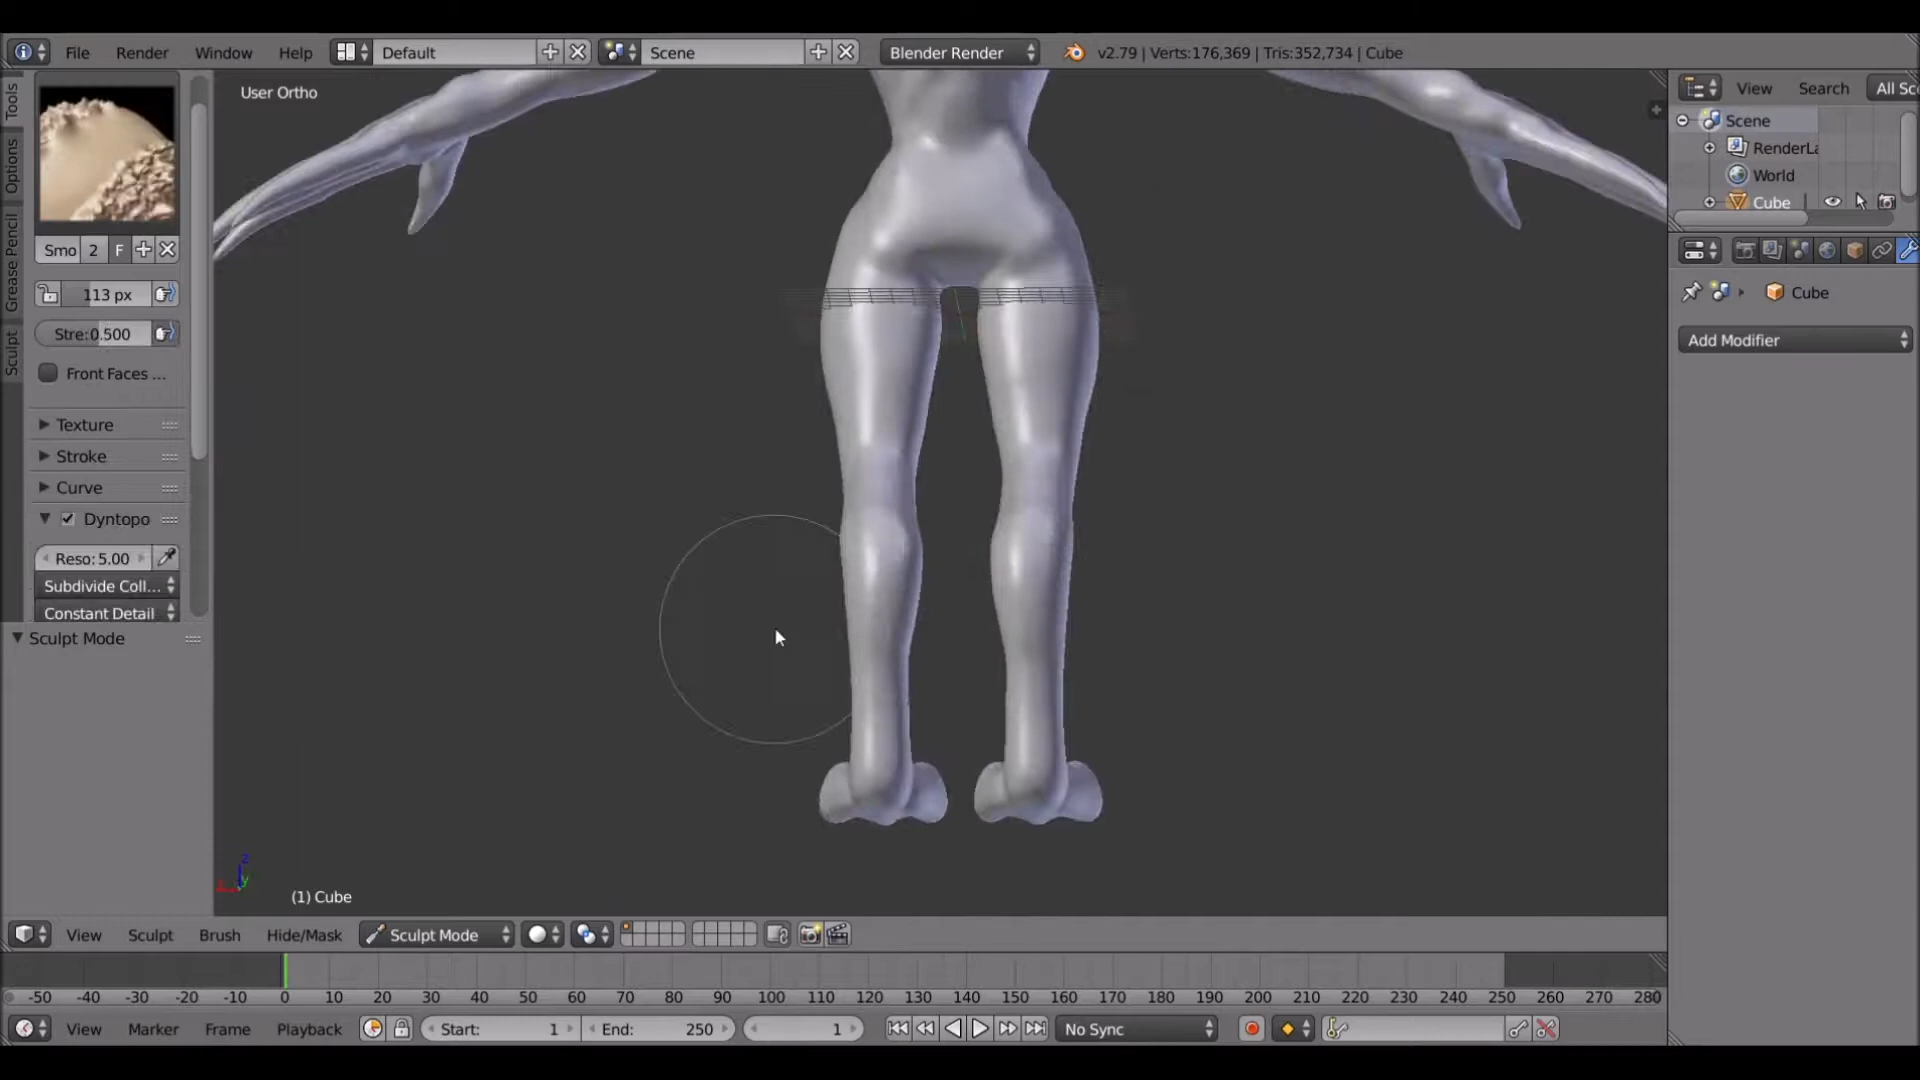 File Render Window Help Default Scene Blender Render v2.79 | Verts:176,369 | Tris:352,734 | Cube
Tools
Options
Grease Pencil
Sculpt
User Ortho
View Search All Sc
Scene
RenderLa
World
Cube
Smo 2 F
113 px
Stre:0.500
Front Faces ...
Texture
Stroke
Curve
Dyntopo
Reso: 5.00
Subdivide Coll...
Constant Detail
Sculpt Mode
Cube
Add Modifier
z
(1) Cube
View Sculpt Brush Hide/Mask Sculpt Mode
-50 -40 -30 -20 -10 0 10 20 30 40 50 60 70 80 90 100 110 120 130 140 150 160 170 180 190 200 210 220 230 240 250 260 270 280
View Marker Frame Playback Start: 1 End: 250 1 No Sync